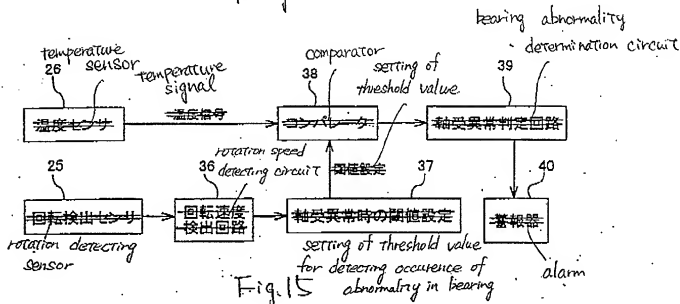 bearing abnormality
determination circuit
temperature
sensor
26
temperature
signal
comparator
38
setting of
threshold value
39
温度センサ
温度信号
コンパレータ
軸受異常判定回路
rotation speed
detecting circuit
閾値設定
25
36
37
40
回転検出センサ
回転速度
検出回路
軸受異常時の閾値設定
警報器
rotation detecting
sensor
setting of threshold value
for detecting occurence of
abnormality in bearing
alarm
Fig.15